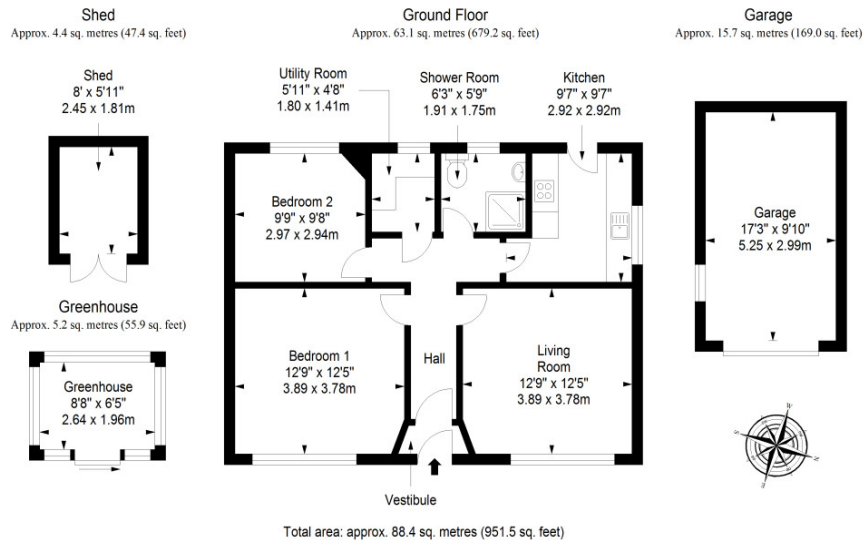 Shed
Approx. 4.4 sq. metres (47.4 sq. feet)
Ground Floor
Approx. 63.1 sq. metres (679.2 sq. feet)
Garage
Approx. 15.7 sq. metres (169.0 sq. feet)
Shed
8' x 5'11"
2.45 x 1.81m
Utility Room
5'11" x 4'8"
1.80 x 1.41m
Shower Room
6'3" x 5'9"
1.91 x 1.75m
Kitchen
9'7" x 9'7"
2.92 x 2.92m
Bedroom 2
9'9" x 9'8"
2.97 x 2.94m
Garage
17'3" x 9'10"
5.25 x 2.99m
Greenhouse
Approx. 5.2 sq. metres (55.9 sq. feet)
Greenhouse
8'8" x 6'5"
2.64 x 1.96m
Bedroom 1
12'9" x 12'5"
3.89 x 3.78m
Hall
Living
Room
12'9" x 12'5"
3.89 x 3.78m
Vestibule
W
S
N
E
Total area: approx. 88.4 sq. metres (951.5 sq. feet)